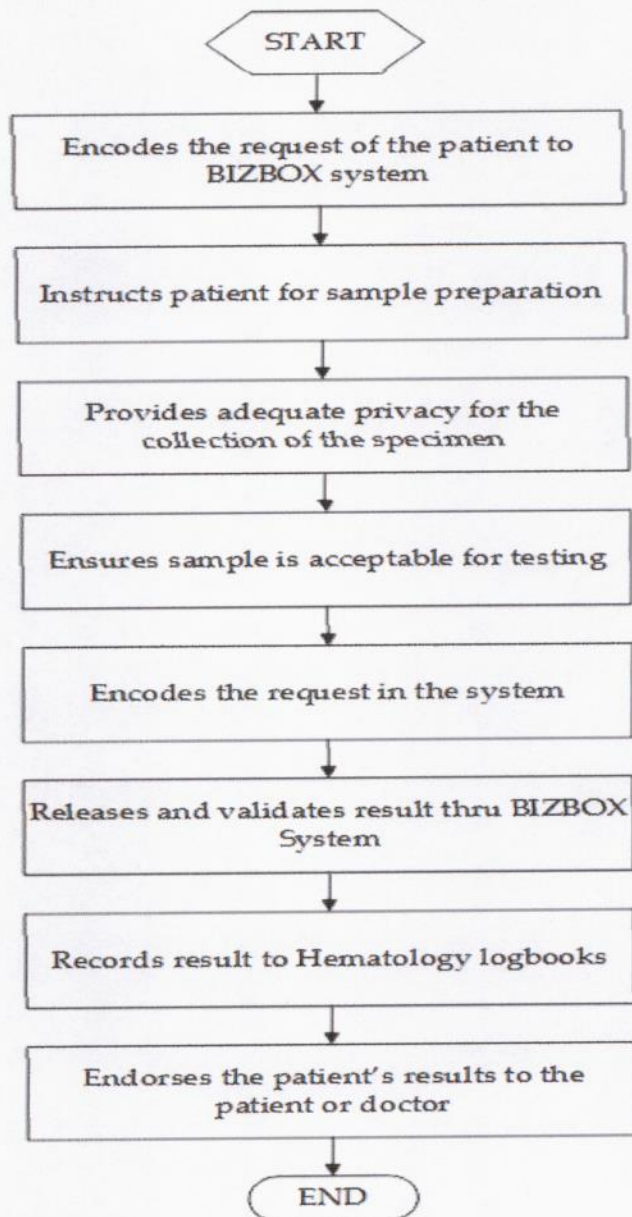 START
Encodes the request of the patient to
BIZBOX system
Instructs patient for sample preparation
Provides adequate privacy for the
collection of the specimen
Ensures sample is acceptable for testing
Encodes the request in the system
Releases and validates result thru BIZBOX
System
Records result to Hematology logbooks
Endorses the patient's results to the
patient or doctor
END